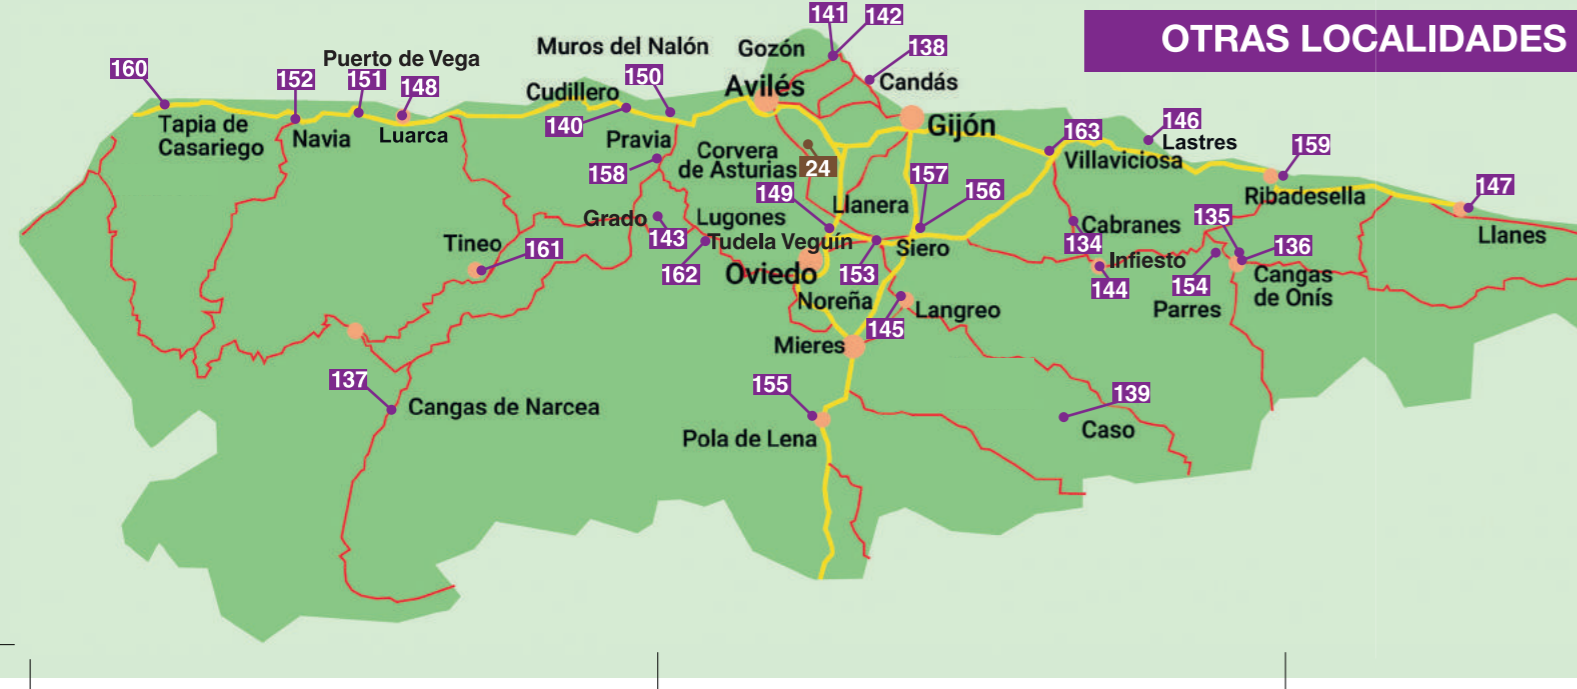 141
142
OTRAS LOCALIDADES
Muros del Nalón
Gozón
138
Puerto de Vega
160
152
151
148
150
Candás
Cudillero
Avilés
Tapia de
Casariego
Navia
Luarca
140
Pravia
Gijón
163
146
Lastres
Villaviciosa
159
158
Corvera
de Asturias
24
157
156
149
Ribadesella
147
Grado
143
Lugones
Llanera
135
Cabranes
134
136
Llanes
Tineo
161
Tudela Veguín
Siero
162
Oviedo
153
Infiesto
144
154
Cangas
de Onís
Noreña
145
Langreo
Parres
Mieres
137
155
139
Cangas de Narcea
Caso
Pola de Lena